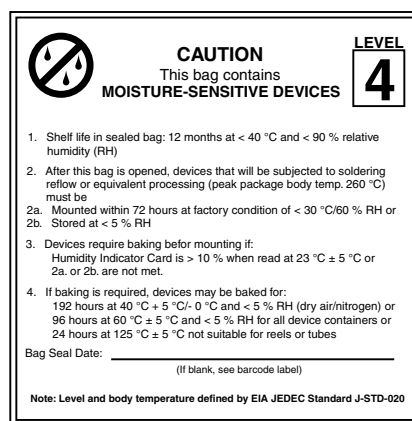 CAUTION
This bag contains
MOISTURE-SENSITIVE DEVICES
LEVEL
4
1. Shelf life in sealed bag: 12 months at < 40 °C and < 90 % relative
humidity (RH)
2. After this bag is opened, devices that will be subjected to soldering
reflow or equivalent processing (peak package body temp. 260 °C)
must be
2a. Mounted within 72 hours at factory condition of < 30 °C/60 % RH or
2b. Stored at < 5 % RH
3. Devices require baking befor mounting if:
Humidity Indicator Card is > 10 % when read at 23 °C ± 5 °C or
2a. or 2b. are not met.
4. If baking is required, devices may be baked for:
192 hours at 40 °C + 5 °C/- 0 °C and < 5 % RH (dry air/nitrogen) or
96 hours at 60 °C ± 5 °C and < 5 % RH for all device containers or
24 hours at 125 °C ± 5 °C not suitable for reels or tubes
Bag Seal Date:
(If blank, see barcode label)
Note: Level and body temperature defined by EIA JEDEC Standard J-STD-020